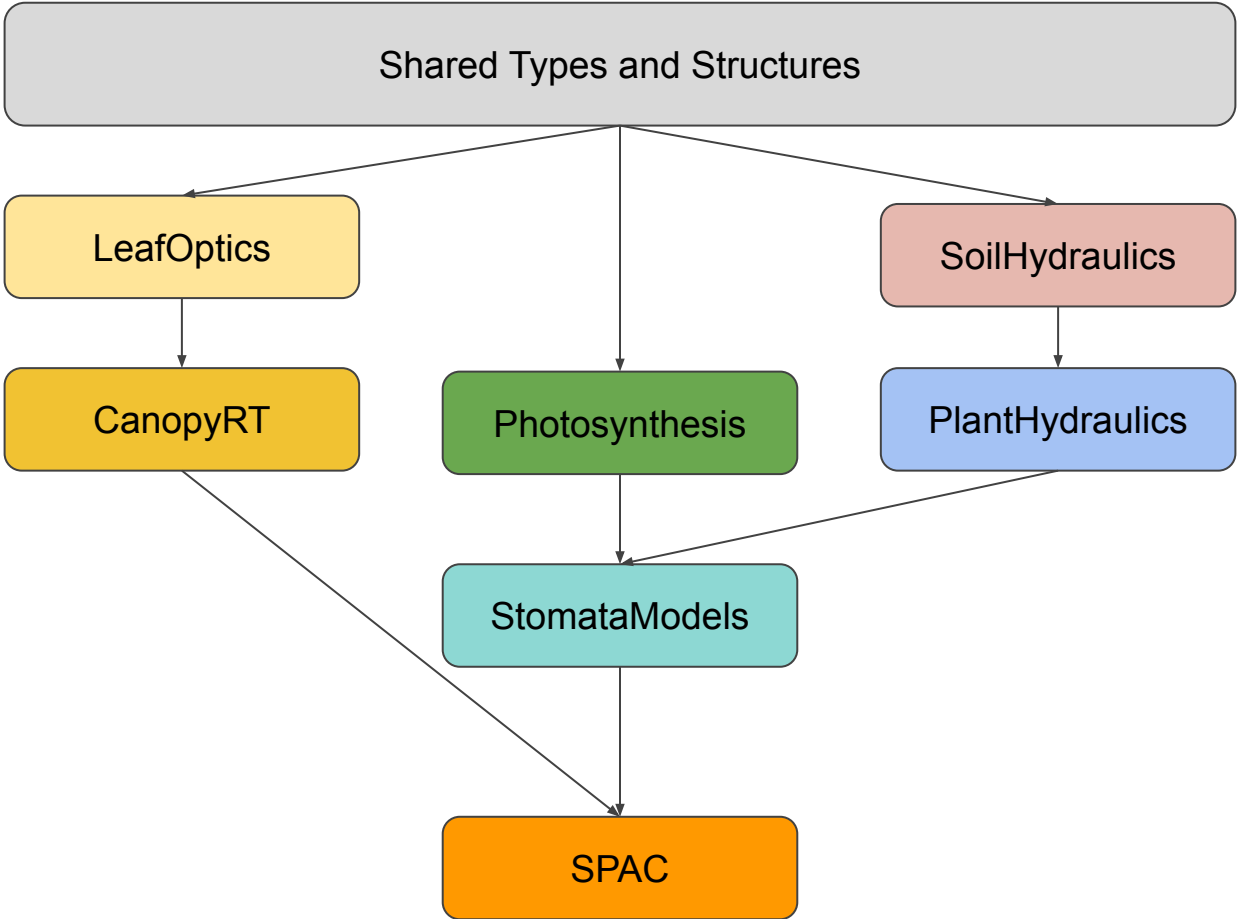 Shared Types and Structures
LeafOptics
SoilHydraulics
CanopyRT
Photosynthesis
PlantHydraulics
StomataModels
SPAC